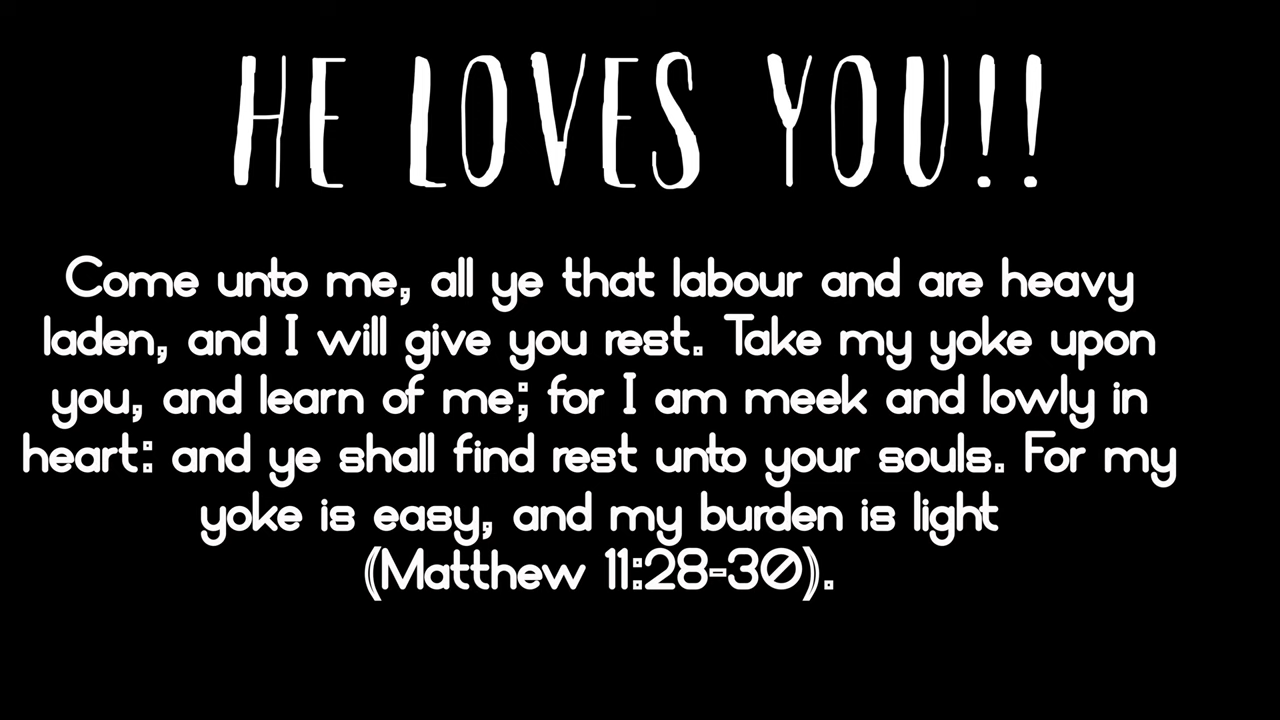 HE LOVES YOU!!
Come unto me, all ye that labour and are heavy
laden, and I will give you rest. Take my yoke upon
you, and learn of me; for I am meek and lowly in
heart: and ye shall find rest unto your souls. For my
yoke is easy, and my burden is light
(Matthew 11:28-30).